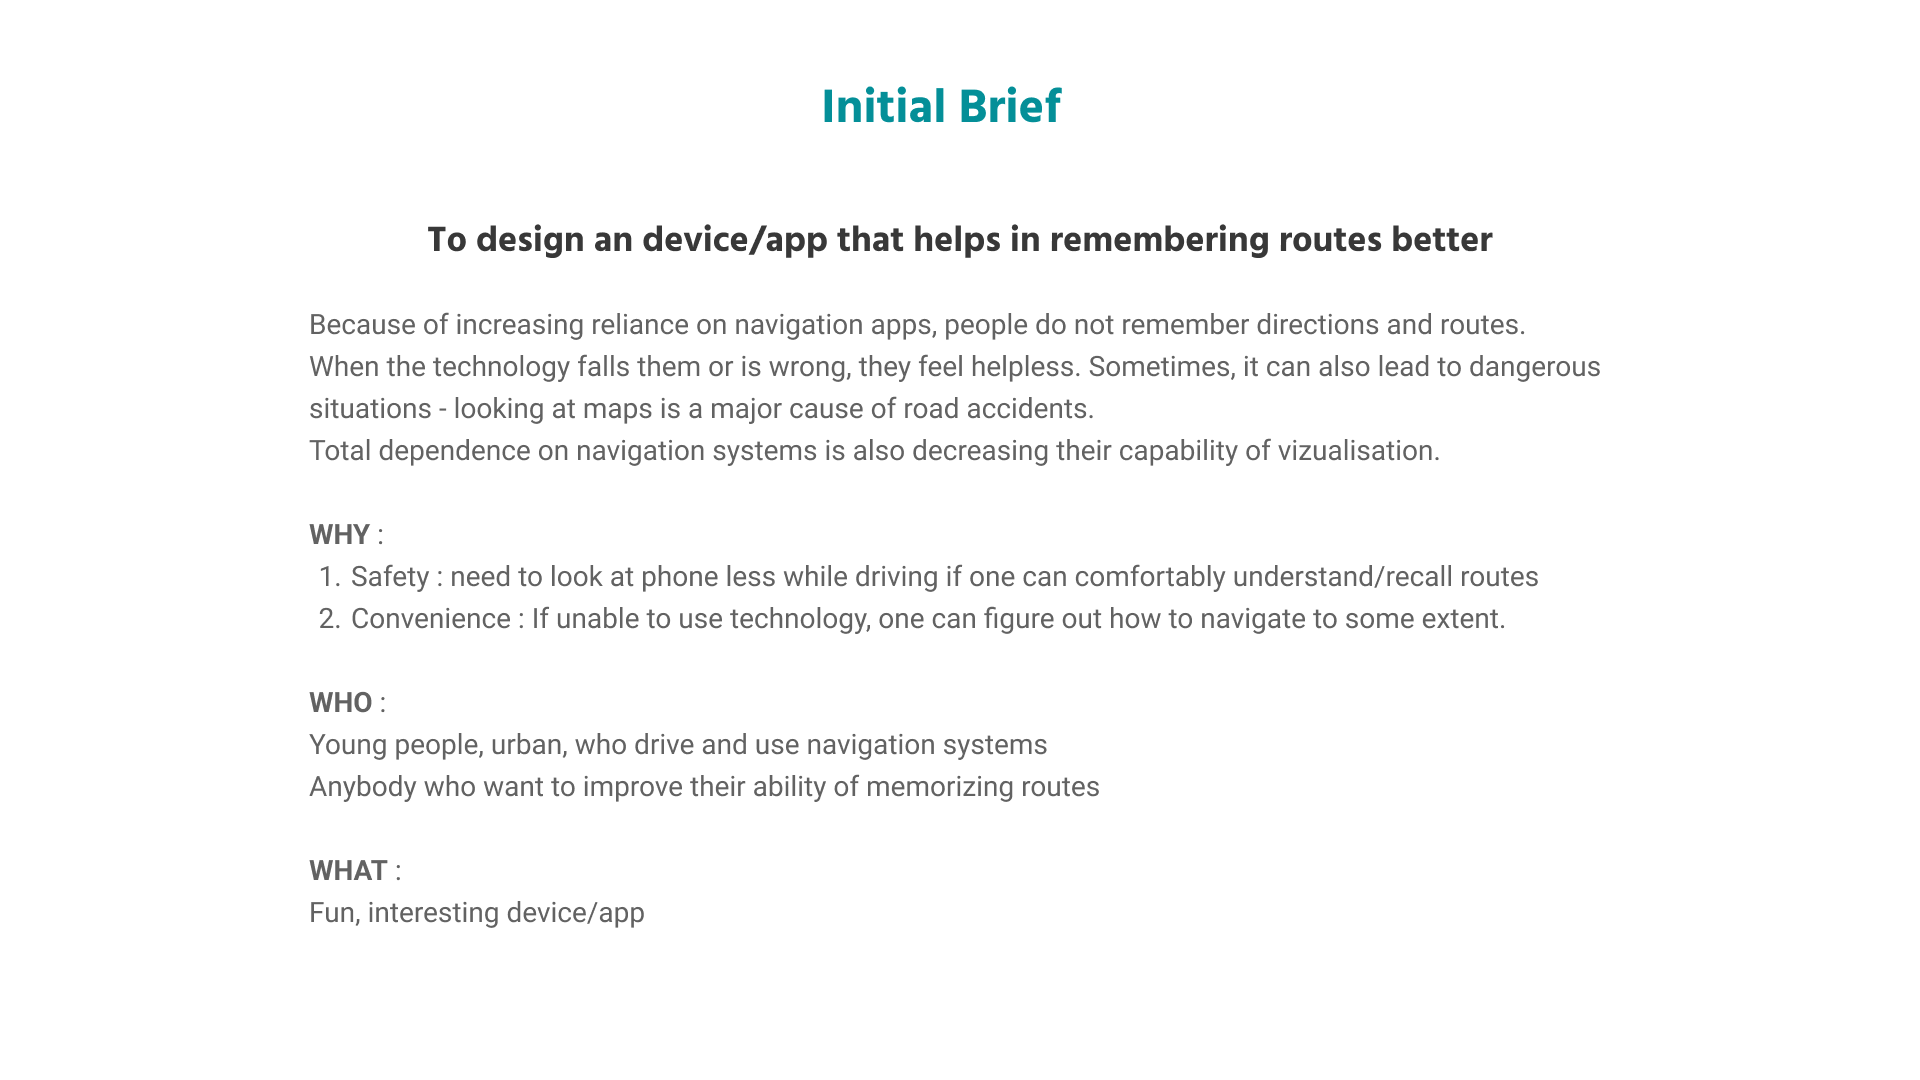 Initial Brief
To design an device/app that helps in remembering routes better
Because of increasing reliance on navigation apps, people do not remember directions and routes.
When the technology falls them or is wrong, they feel helpless. Sometimes, it can also lead to dangerous
situations - looking at maps is a major cause of road accidents.
Total dependence on navigation systems is also decreasing their capability of vizualisation.
WHY :
1. Safety : need to look at phone less while driving if one can comfortably understand/recall routes
2. Convenience : If unable to use technology, one can figure out how to navigate to some extent.
WHO :
Young people, urban, who drive and use navigation systems
Anybody who want to improve their ability of memorizing routes
WHAT :
Fun, interesting device/app